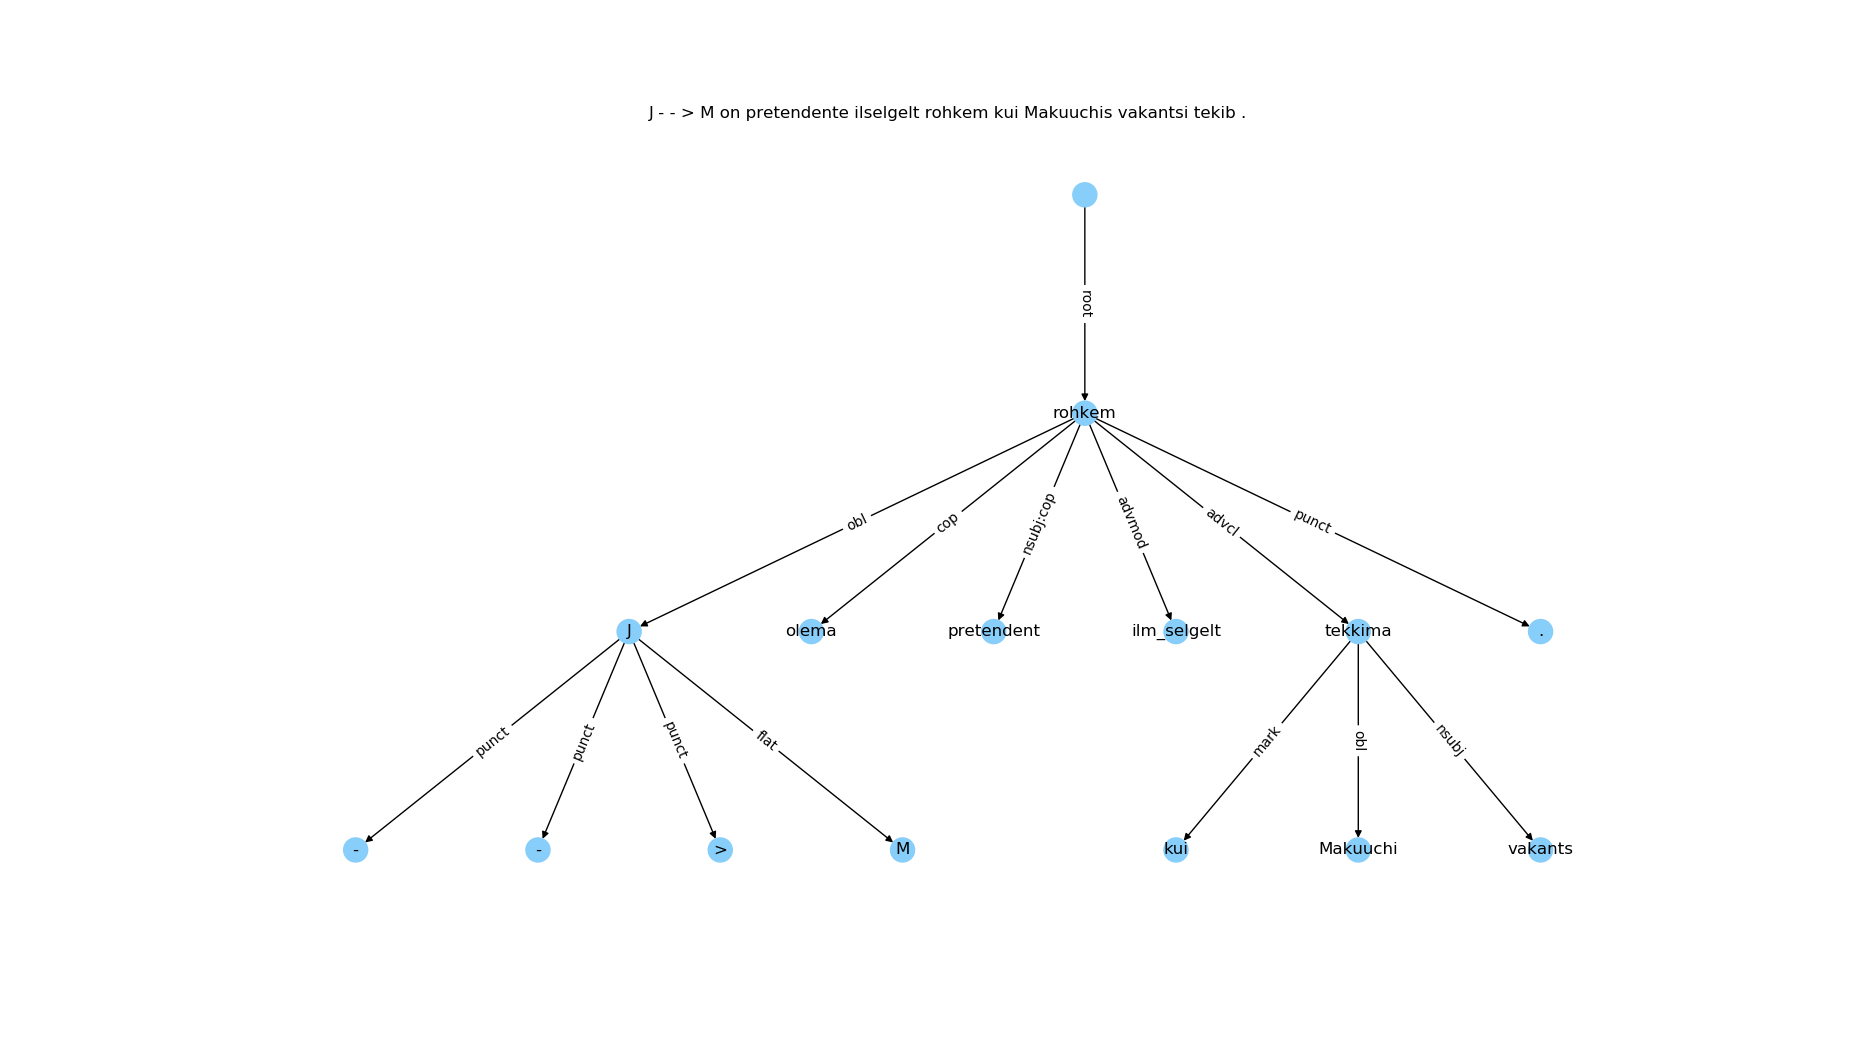 J - - > M on pretendente ilselgelt rohkem kui Makuuchis vakantsi tekib .
root
rohkem
obl cop nsubj:cop advmod advcl punct
J olema pretendent ilm_selgelt tekkima .
punct punct punct flat mark obl nsubj
- - > M kui Makuuchi vakants